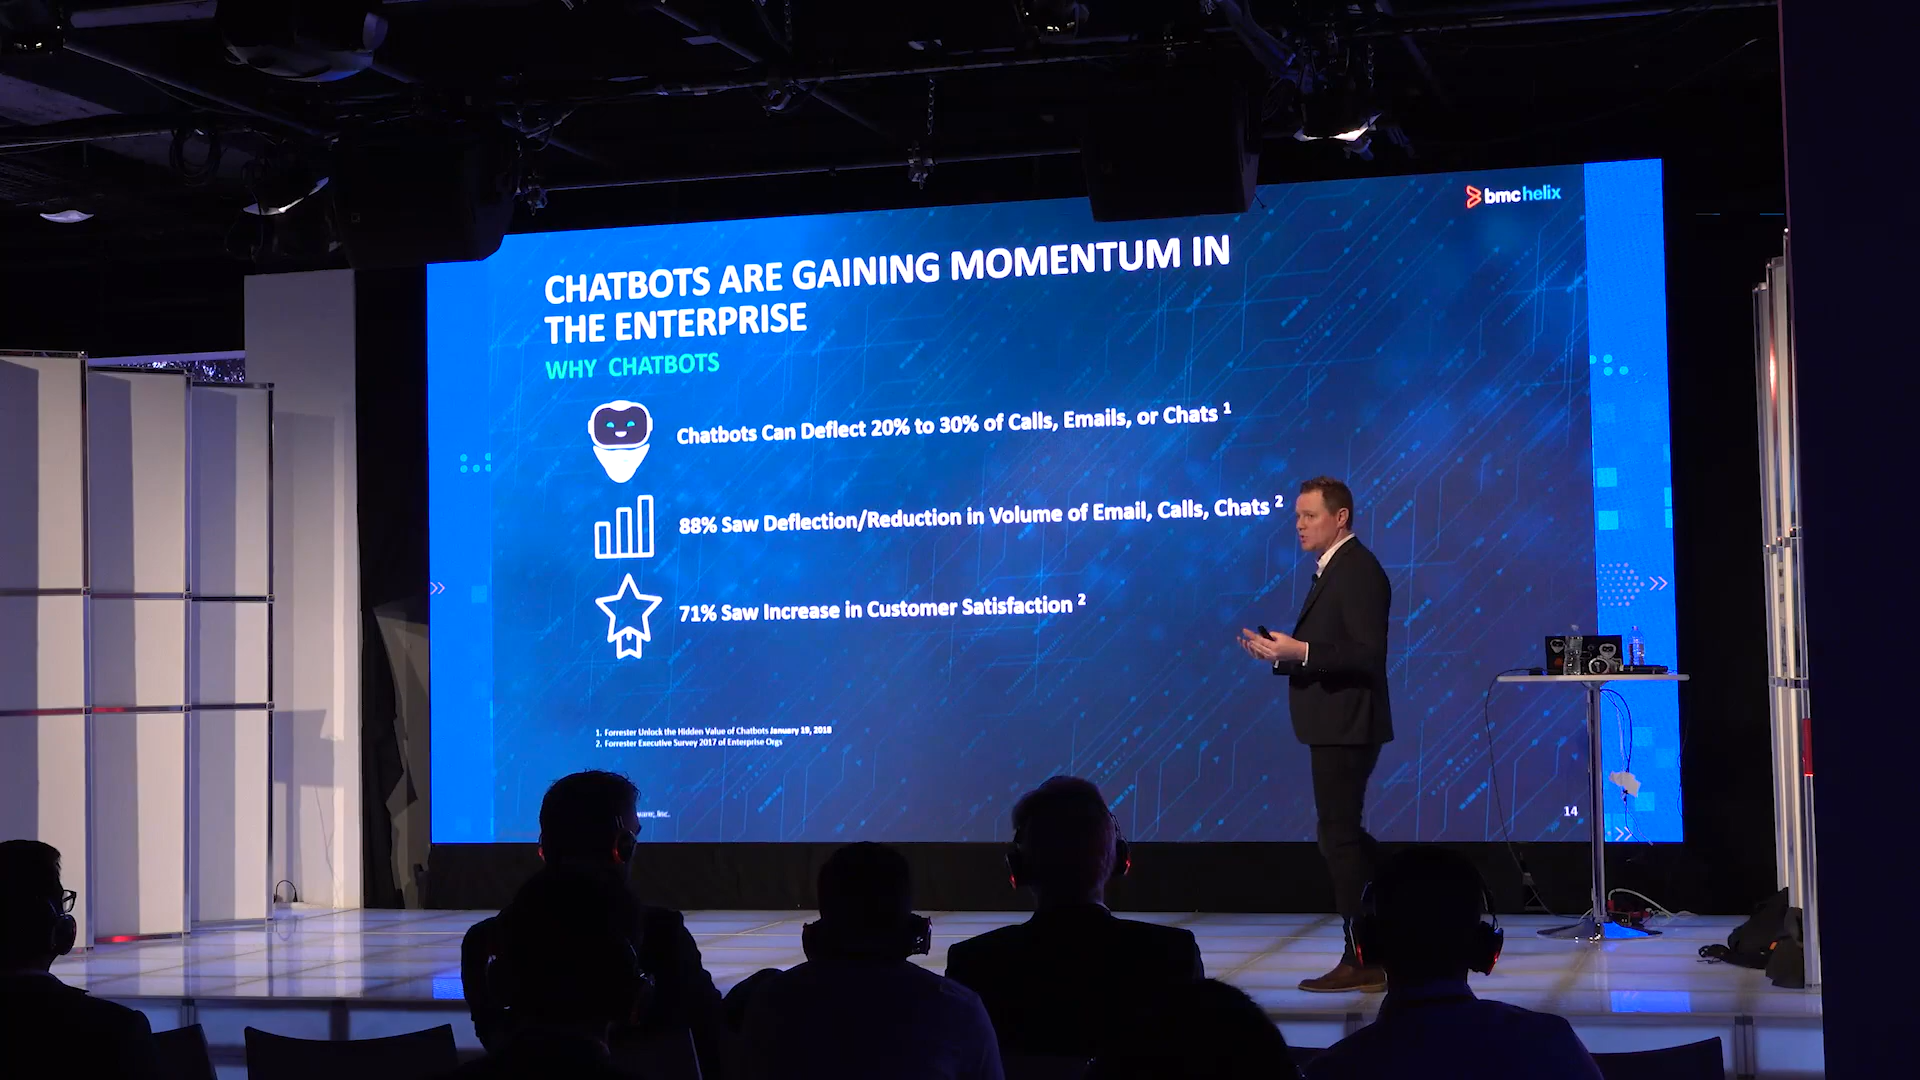 bmchelix
CHATBOTS ARE GAINING MOMENTUM IN
THE ENTERPRISE
WHY CHATBOTS
Chatbots Can Deflect 20% to 30% of Calls, Emails, or Chats 1
88% Saw Deflection/Reduction in Volume of Email, Calls, Chats 2
71% Saw Increase in Customer Satisfaction 2
1. Forrester Unlock the Hidden Value of Chatbots January 19, 2018
2. Forrester Executive Survey 2017 of Enterprise Orgs
Inc.
14